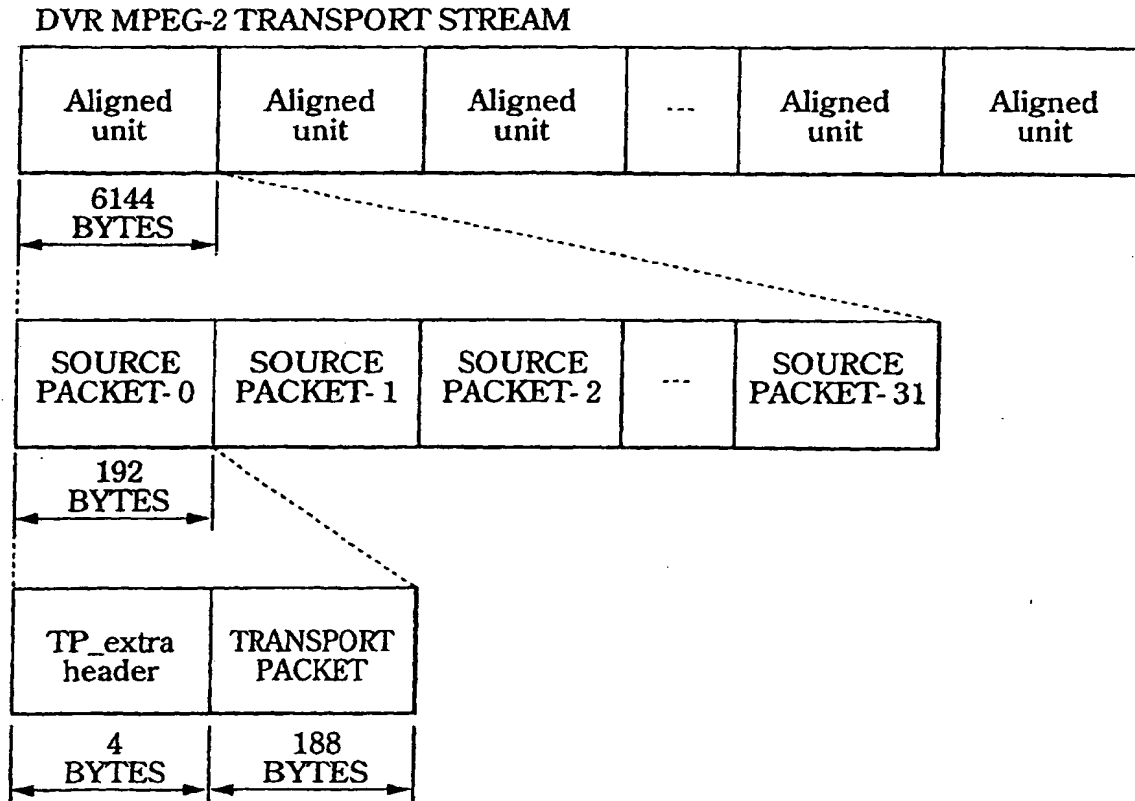 DVR MPEG-2 TRANSPORT STREAM
Aligned unit
Aligned unit
Aligned unit
---
Aligned unit
Aligned unit
6144 BYTES
SOURCE PACKET- 0
SOURCE PACKET- 1
SOURCE PACKET- 2
---
SOURCE PACKET- 31
192 BYTES
TP_extra header
TRANSPORT PACKET
4 BYTES
188 BYTES